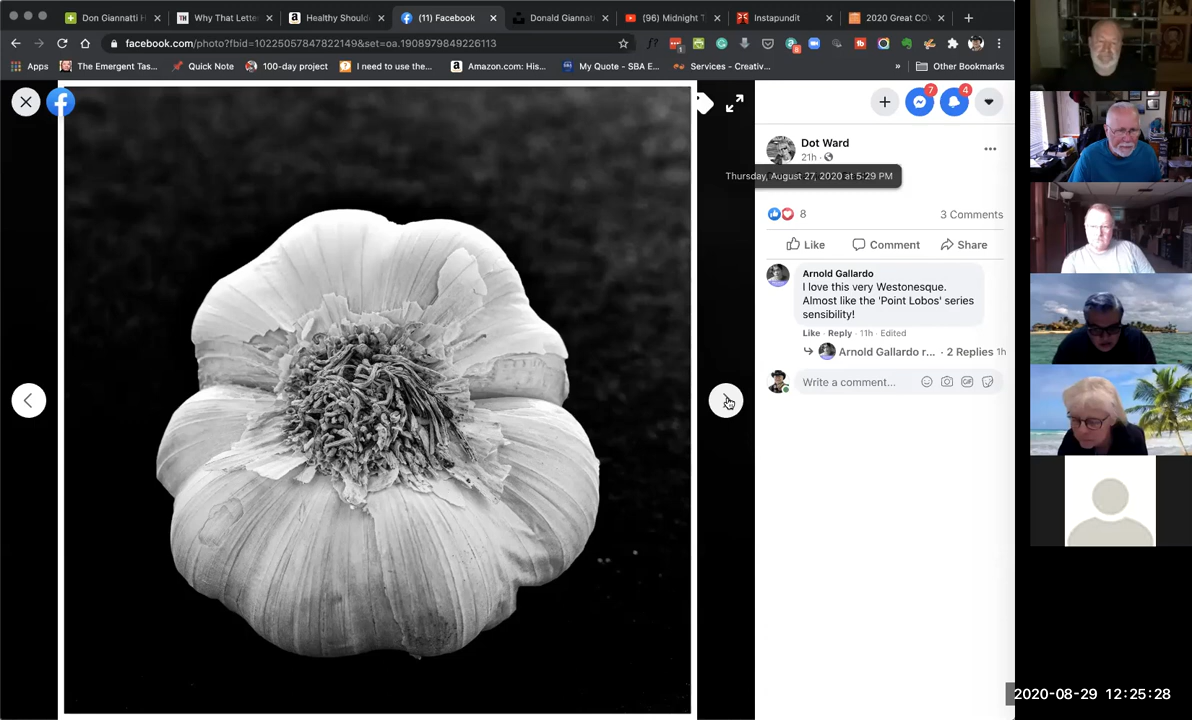 Don Giannatti H
Why That Letter
Healthy Should
(11) Facebook
Donald Giannat
(96) Midnight T
Instapundit
2020 Great CO
facebook.com/photo?fbid=10225057847822149&set=oa.1908979849226113
Apps
The Emergent Tas...
Quick Note
100-day project
I need to use the...
Amazon.com: His...
My Quote - SBA E...
Services - Creativ...
»
Other Bookmarks
7
4
Dot Ward
21h ·
Thursday, August 27, 2020 at 5:29 PM
8
3 Comments
Like
Comment
Share
Arnold Gallardo
I love this very Westonesque.
Almost like the 'Point Lobos' series
sensibility!
Like · Reply · 11h · Edited
Arnold Gallardo r... · 2 Replies 1h
Write a comment...
GIF
2020-08-29 12:25:28